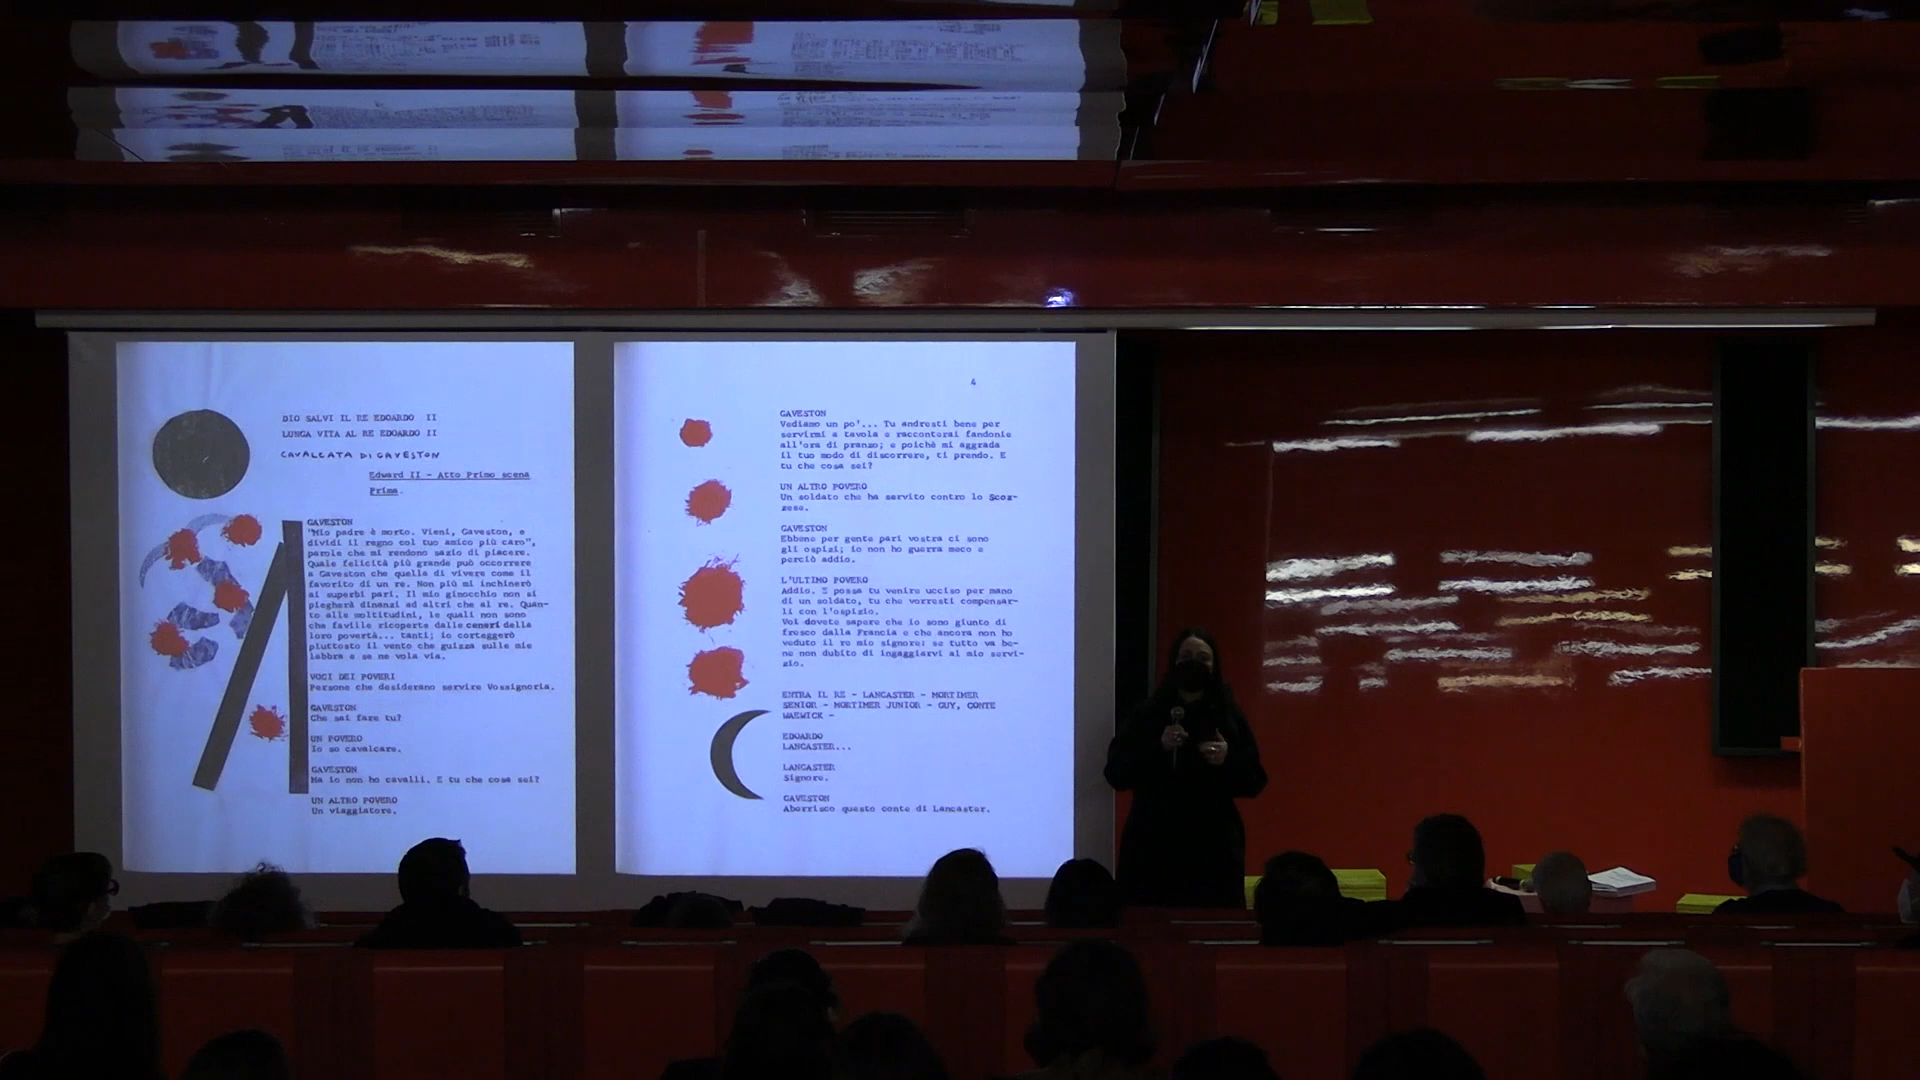 DIO SALVI IL RE EDOARDO II
LUNGA VITA AL RE EDOARDO II
CAVALCATA DI GAVESTON
Edward II - Atto Primo scena
Prima.
GAVESTON
"Mio padre è morto. Vieni, Gaveston, e
dividi il regno col tuo amico più caro",
parole che mi rendono sazio di piacere.
Quale felicità più grande può occorrere
a Gaveston che quella di vivere come il
favorito di un re. Non più mi inchinerò
ai superbi pari. Il mio ginocchio non si
piegherà dinanzi ad altri che al re. Quan-
to alle moltitudini, le quali non sono
che faville ricoperte dalle ceneri della
loro povertà... tanti; io corteggerò
piuttosto il vento che guizza sulle mie
labbra e se ne vola via.
VOCI DEI POVERI
Persone che desiderano servire Vossignoria.
GAVESTON
Che sai fare tu?
UN POVERO
Io so cavalcare.
GAVESTON
Ma io non ho cavalli. E tu che cosa sei?
UN ALTRO POVERO
Un viaggiatore.
4
GAVESTON
Vediamo un po'... Tu andresti bene per
servirmi a tavola e racconterai fandonie
all'ora di pranzo; e poichè mi aggrada
il tuo modo di discorrere, ti prendo. E
tu che cosa sei?
UN ALTRO POVERO
Un soldato che ha servito contro lo Scoz-
zese.
GAVESTON
Ebbene per gente pari vostra ci sono
gli ospizi; io non ho guerra meco e
perciò addio.
L'ULTIMO POVERO
Addio. E possa tu venire ucciso per mano
di un soldato, tu che vorresti compensar-
li con l'ospizio.
Voi dovete sapere che io sono giunto di
fresco dalla Francia e che ancora non ho
veduto il re mio signore: se tutto va be-
ne non dubito di ingaggiarvi al mio servi-
zio.
ENTRA IL RE - LANCASTER - MORTIMER
SENIOR - MORTIMER JUNIOR - GUY, CONTE
WARWICK -
EDOARDO
LANCASTER...
LANCASTER
Signore.
GAVESTON
Aborrisco questo conte di Lancaster.